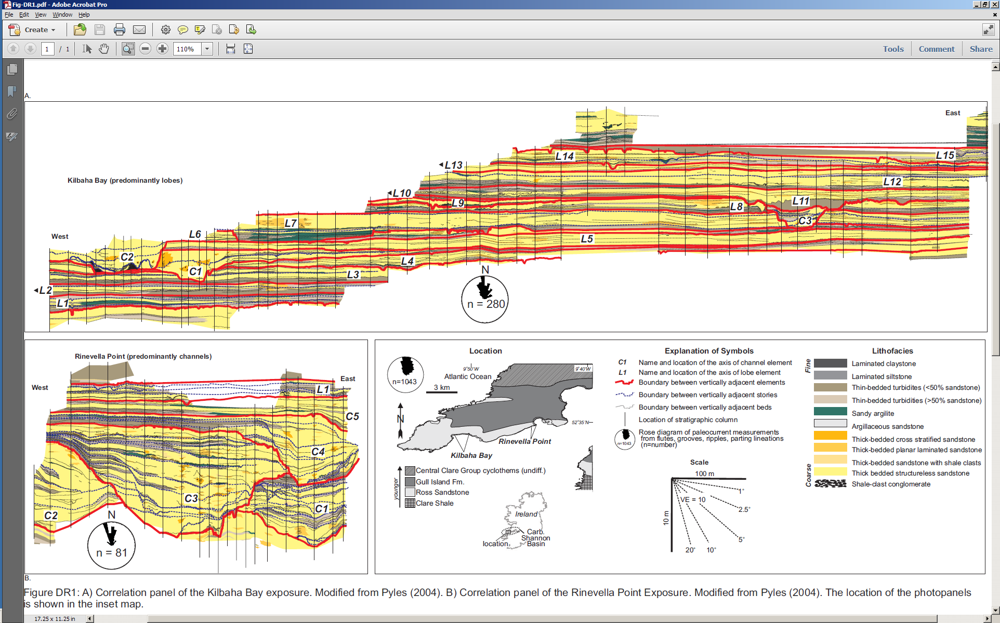 Fig-DR1.pdf - Adobe Acrobat Pro
File Edit View Window Help
Create
1 / 1
110%
Tools Comment Share
A.
East
L14
L15
L13
Kilbaha Bay (predominantly lobes)
L12
L10
L11
L9
L8
C3
L7
L6
West
L5
C2
L4
C1
L3
N
L2
L1
n = 280
Rinevella Point (predominantly channels)
West
East
L1
C5
C4
C3
C1
C2
N
n = 81
B.
Location
n=1043
9°50'W
9°40'W
Atlantic Ocean
3 km
N
52°35'N
Rinevella Point
Kilbaha Bay
younger
Central Clare Group cyclothems (undiff.)
Gull Island Fm.
Ross Sandstone
Clare Shale
Ireland
Carb.
Shannon
Basin
location
Explanation of Symbols
C1 Name and location of the axis of channel element
L1 Name and location of the axis of lobe element
Boundary between vertically adjacent elements
Boundary between vertically adjacent stories
Boundary between vertically adjacent beds
Location of stratigraphic column
Rose diagram of paleocurrent measurements
from flutes, grooves, ripples, parting lineations
(n=number)
n=1043
Scale
100 m
10 m
VE = 10
1°
2.5°
5°
10°
20°
Lithofacies
Fine
Laminated claystone
Laminated siltstone
Thin-bedded turbidites (<50% sandstone)
Thin-bedded turbidities (>50% sandstone)
Sandy argilite
Argillaceous sandstone
Thick-bedded cross stratified sandstone
Thick-bedded planar laminated sandstone
Thick-bedded sandstone with shale clasts
Thick bedded structureless sandstone
Shale-clast conglomerate
Coarse
Figure DR1: A) Correlation panel of the Kilbaha Bay exposure. Modified from Pyles (2004). B) Correlation panel of the Rinevella Point Exposure. Modified from Pyles (2004). The location of the photopanels
is shown in the inset map.
17.25 x 11.25 in